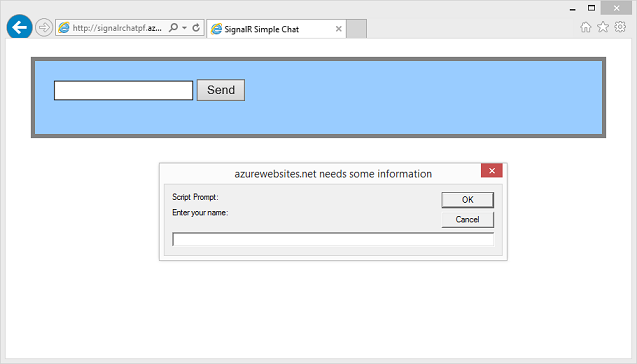 http://signalrchatpf.az...
SignalR Simple Chat
Send
azurewebsites.net needs some information
Script Prompt:
OK
Enter your name:
Cancel